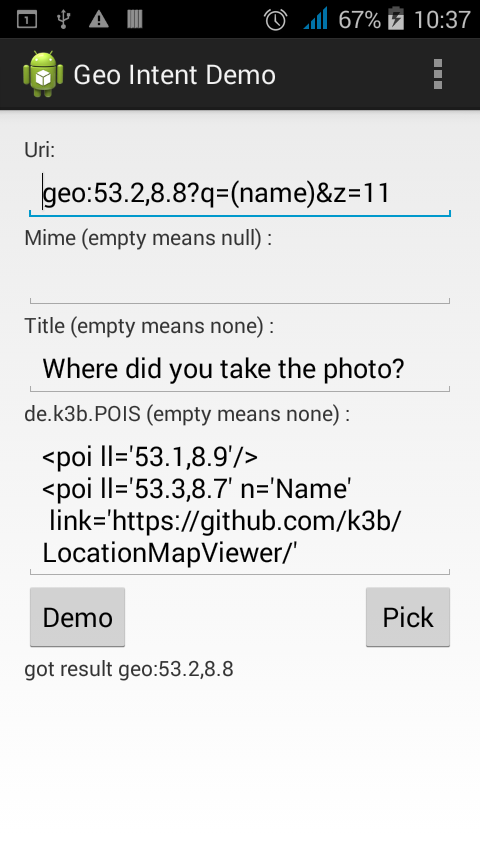 1 67% 10:37
Geo Intent Demo
Uri:
geo:53.2,8.8?q=(name)&z=11
Mime (empty means null) :
Title (empty means none) :
Where did you take the photo?
de.k3b.POIS (empty means none) :
<poi ll='53.1,8.9'/>
<poi ll='53.3,8.7' n='Name'
link='https://github.com/k3b/
LocationMapViewer/'
Demo Pick
got result geo:53.2,8.8